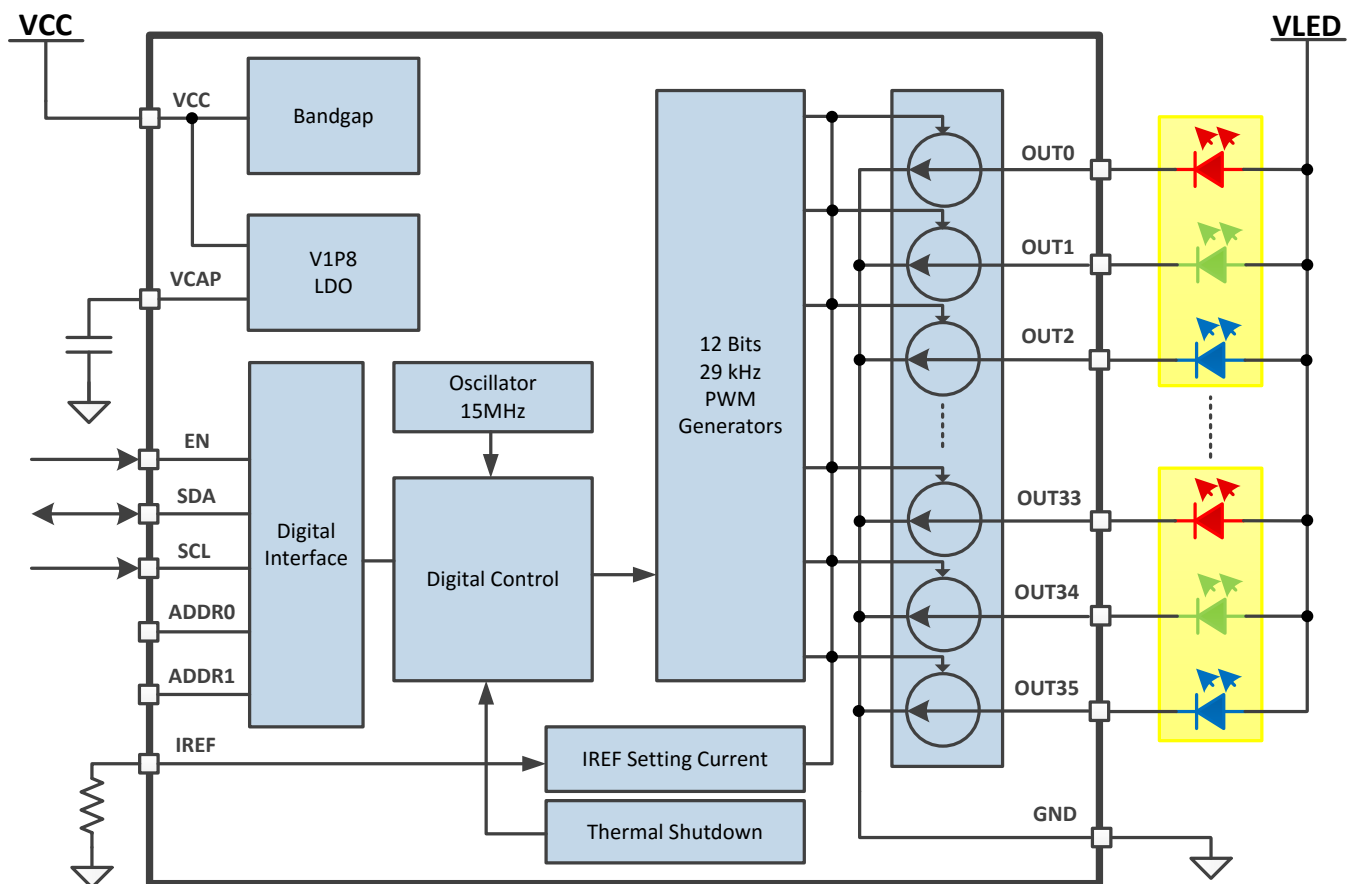 VCC
VLED
VCC
Bandgap
V1P8
LDO
VCAP
12 Bits
29 kHz
PWM
Generators
Oscillator
15MHz
Digital
Interface
Digital Control
EN
SDA
SCL
ADDR0
ADDR1
IREF
IREF Setting Current
Thermal Shutdown
OUT0
OUT1
OUT2
OUT33
OUT34
OUT35
GND